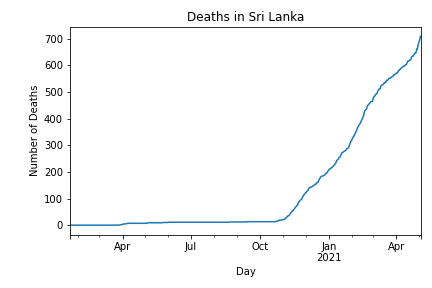 Deaths in Sri Lanka
700
600
500
400
300
200
100
0
Number of Deaths
Apr
Jul
Oct
Jan
2021
Apr
Day